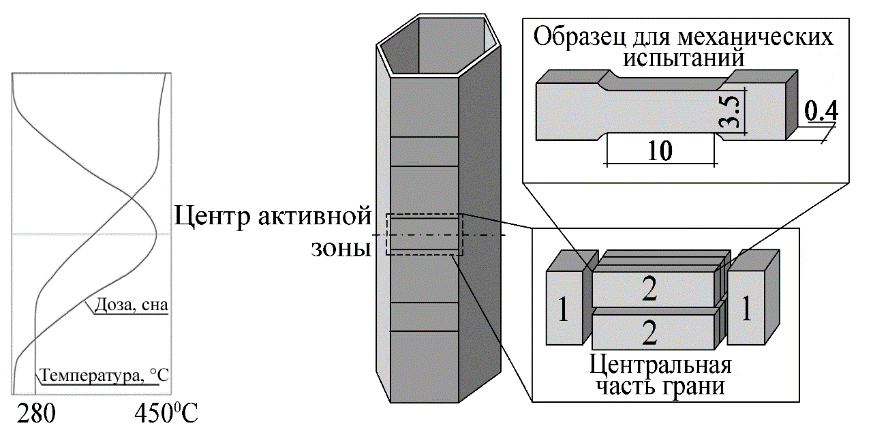 Образец для механических
испытаний
3.5
0.4
10
Центр активной
зоны
Доза, сна
Температура, °C
280
450⁰C
1
2
2
1
Центральная
часть грани